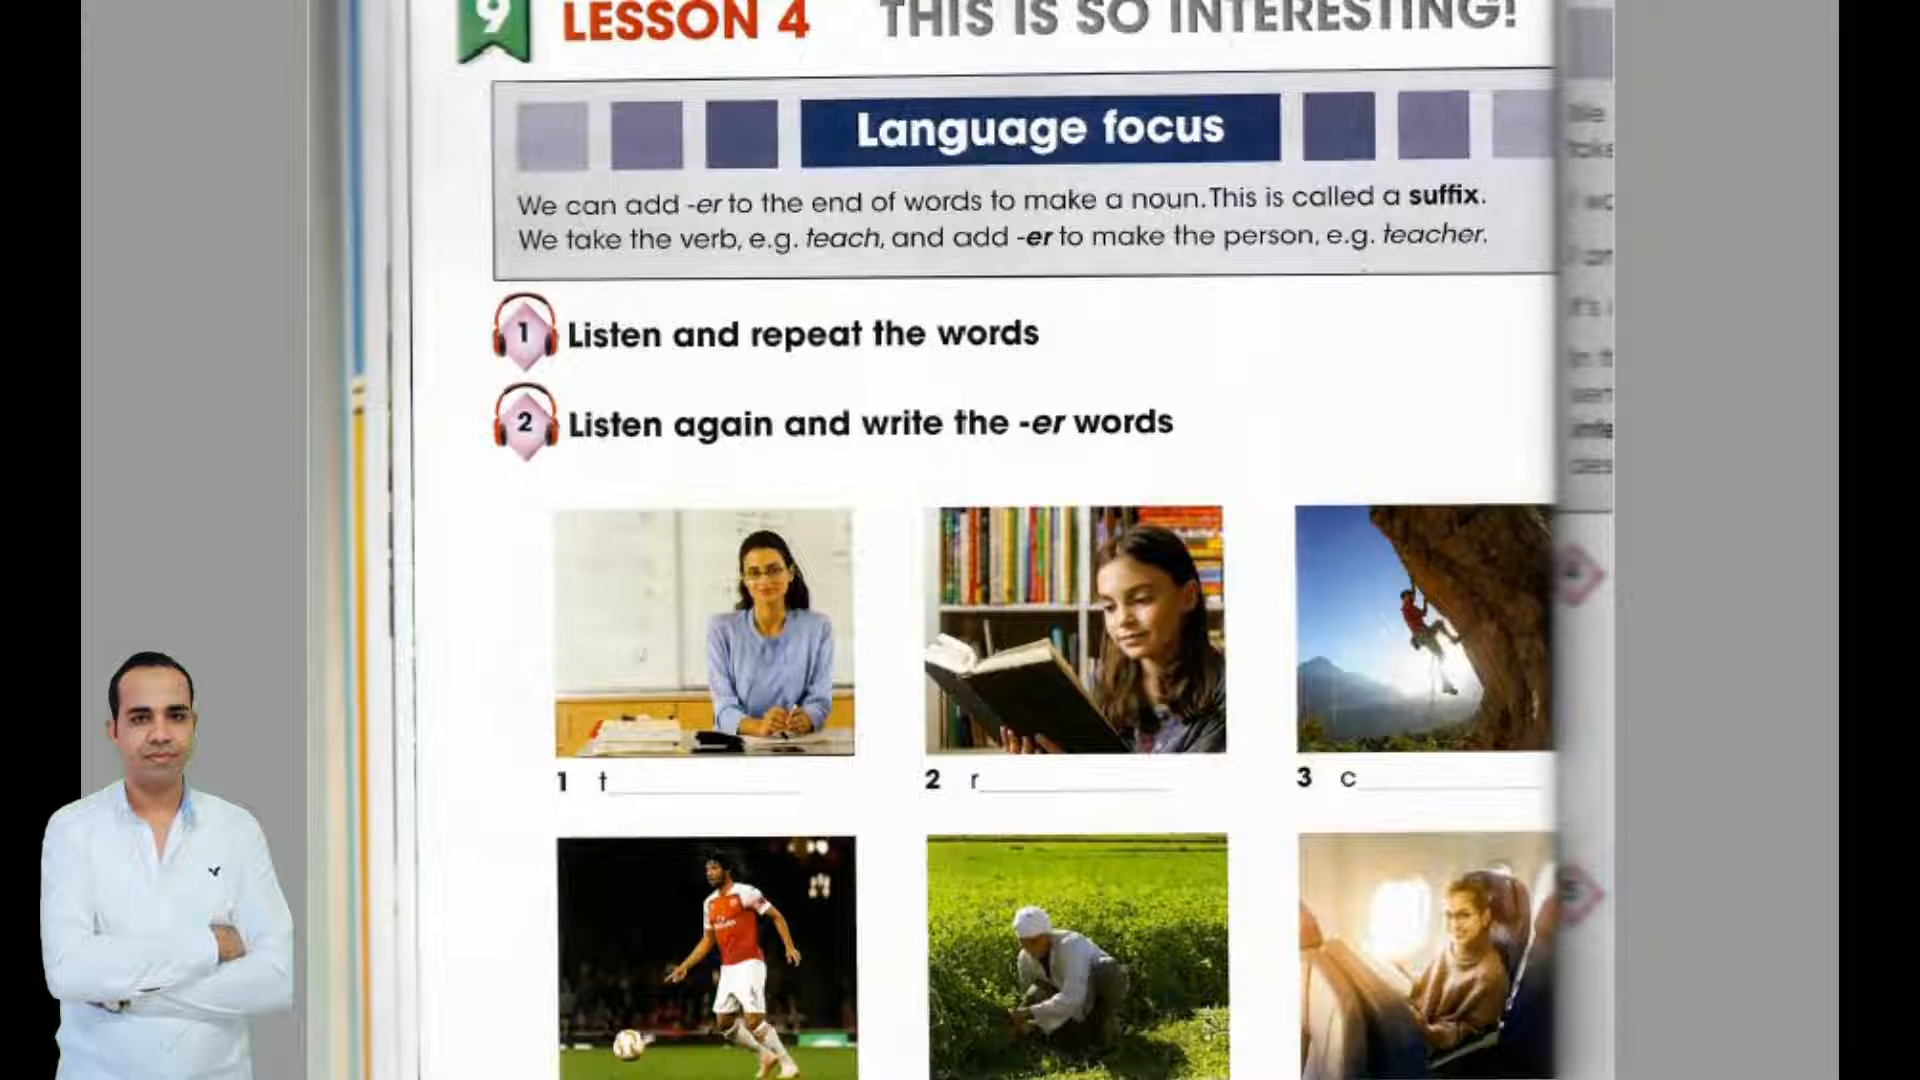 9
LESSON 4 THIS IS SO INTERESTING!
Language focus
We can add -er to the end of words to make a noun. This is called a suffix.
We take the verb, e.g. teach, and add -er to make the person, e.g. teacher.
1 Listen and repeat the words
2 Listen again and write the -er words
1 t
2 r
3 c